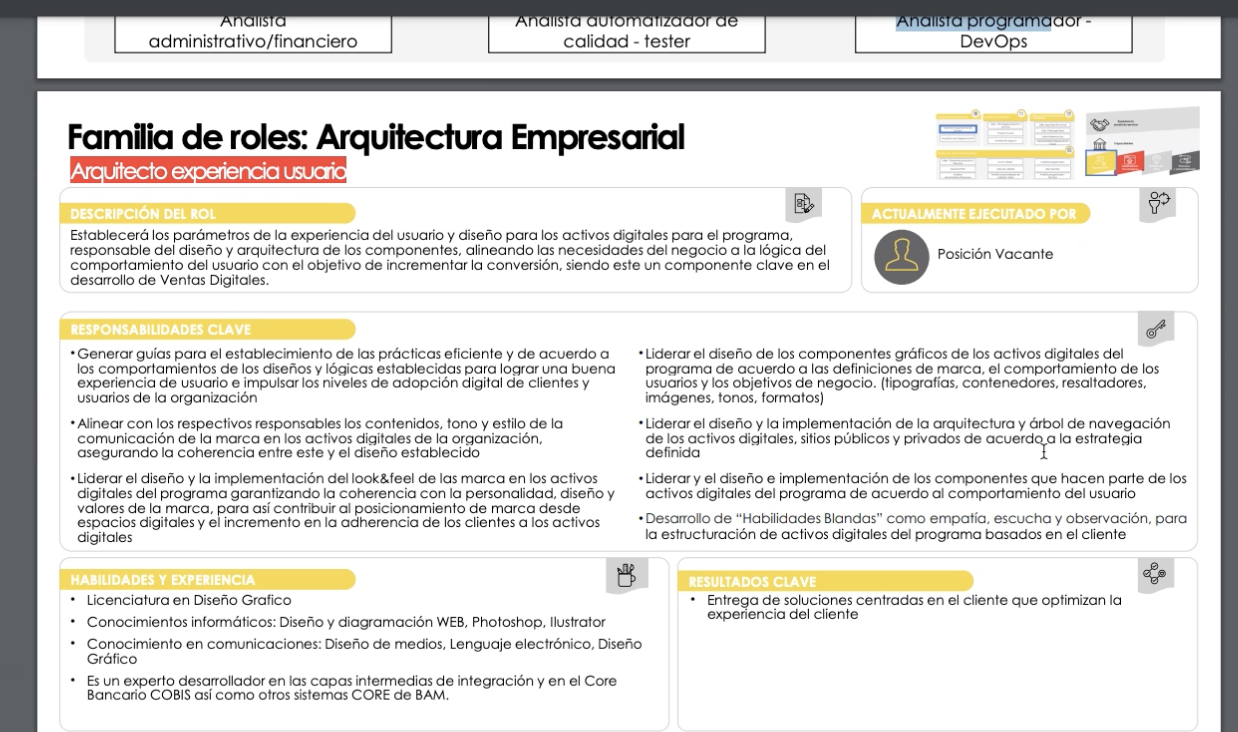 Analista
administrativo/financiero
Analista automatizador de
calidad - tester
Analista programador -
DevOps
Familia de roles: Arquitectura Empresarial
Arquitecto experiencia usuario
DESCRIPCIÓN DEL ROL
Establecerá los parámetros de la experiencia del usuario y diseño para los activos digitales para el programa,
responsable del diseño y arquitectura de los componentes, alineando las necesidades del negocio a la lógica del
comportamiento del usuario con el objetivo de incrementar la conversión, siendo este un componente clave en el
desarrollo de Ventas Digitales.
ACTUALMENTE EJECUTADO POR
Posición Vacante
RESPONSABILIDADES CLAVE
• Generar guías para el establecimiento de las prácticas eficiente y de acuerdo a
los comportamientos de los diseños y lógicas establecidas para lograr una buena
experiencia de usuario e impulsar los niveles de adopción digital de clientes y
usuarios de la organización
• Alinear con los respectivos responsables los contenidos, tono y estilo de la
comunicación de la marca en los activos digitales de la organización,
asegurando la coherencia entre este y el diseño establecido
• Liderar el diseño y la implementación del look&feel de las marca en los activos
digitales del programa garantizando la coherencia con la personalidad, diseño y
valores de la marca, para así contribuir al posicionamiento de marca desde
espacios digitales y el incremento en la adherencia de los clientes a los activos
digitales
• Liderar el diseño de los componentes gráficos de los activos digitales del
programa de acuerdo a las definiciones de marca, el comportamiento de los
usuarios y los objetivos de negocio. (tipografías, contenedores, resaltadores,
imágenes, tonos, formatos)
• Liderar el diseño y la implementación de la arquitectura y árbol de navegación
de los activos digitales, sitios públicos y privados de acuerdo a la estrategia
definida
• Liderar y el diseño e implementación de los componentes que hacen parte de los
activos digitales del programa de acuerdo al comportamiento del usuario
• Desarrollo de “Habilidades Blandas” como empatía, escucha y observación, para
la estructuración de activos digitales del programa basados en el cliente
HABILIDADES Y EXPERIENCIA
• Licenciatura en Diseño Grafico
• Conocimientos informáticos: Diseño y diagramación WEB, Photoshop, Ilustrator
• Conocimiento en comunicaciones: Diseño de medios, Lenguaje electrónico, Diseño
Gráfico
• Es un experto desarrollador en las capas intermedias de integración y en el Core
Bancario COBIS así como otros sistemas CORE de BAM.
RESULTADOS CLAVE
• Entrega de soluciones centradas en el cliente que optimizan la
experiencia del cliente